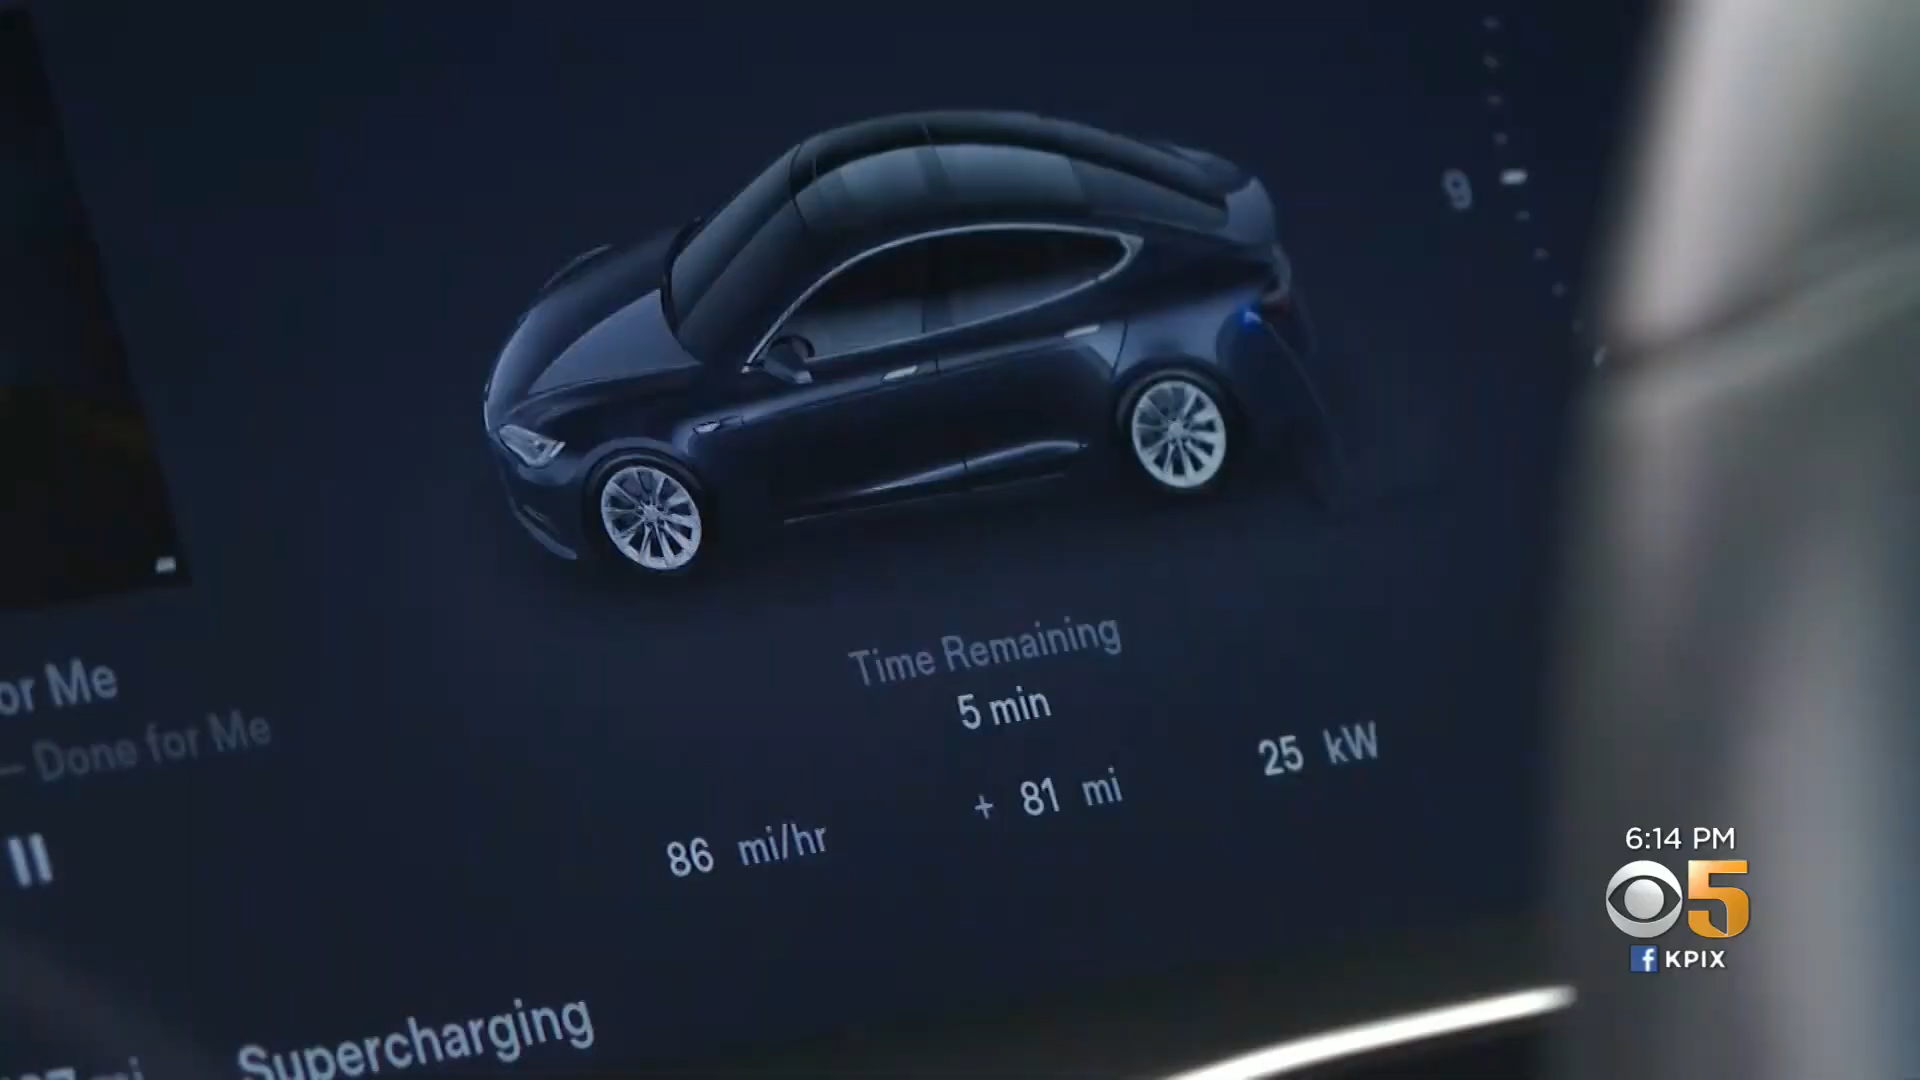 9
Time Remaining
5 min
or Me
— Done for Me
25 kW
+ 81 mi
86 mi/hr
6:14 PM
5
f KPIX
Supercharging
mi